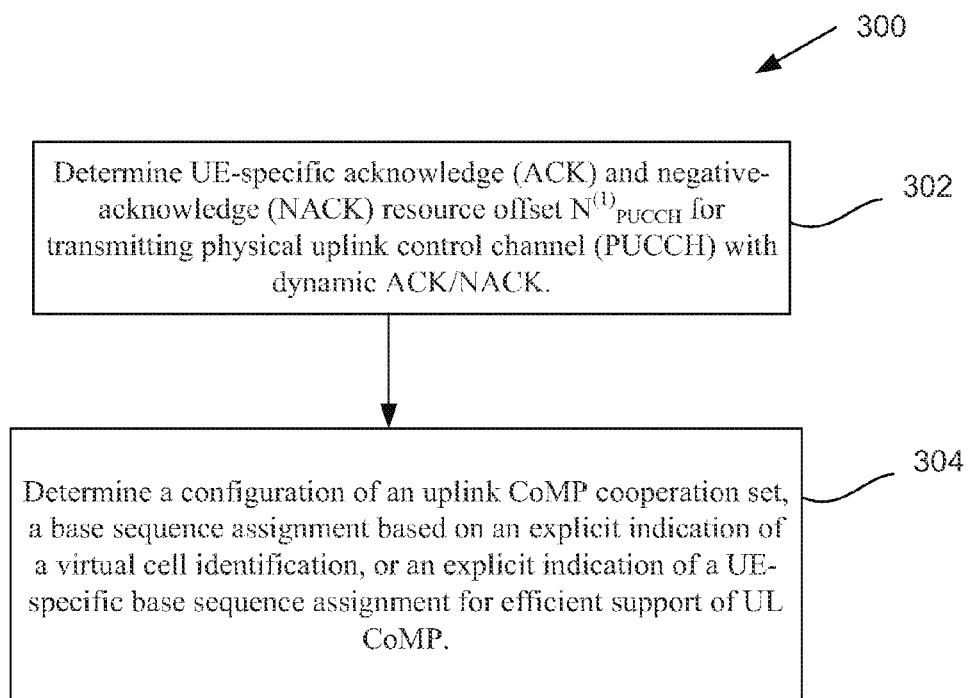 300
Determine UE-specific acknowledge (ACK) and negative-
acknowledge (NACK) resource offset N⁽¹⁾PUCCH for
transmitting physical uplink control channel (PUCCH) with
dynamic ACK/NACK.
302
Determine a configuration of an uplink CoMP cooperation set,
a base sequence assignment based on an explicit indication of
a virtual cell identification, or an explicit indication of a UE-
specific base sequence assignment for efficient support of UL
CoMP.
304